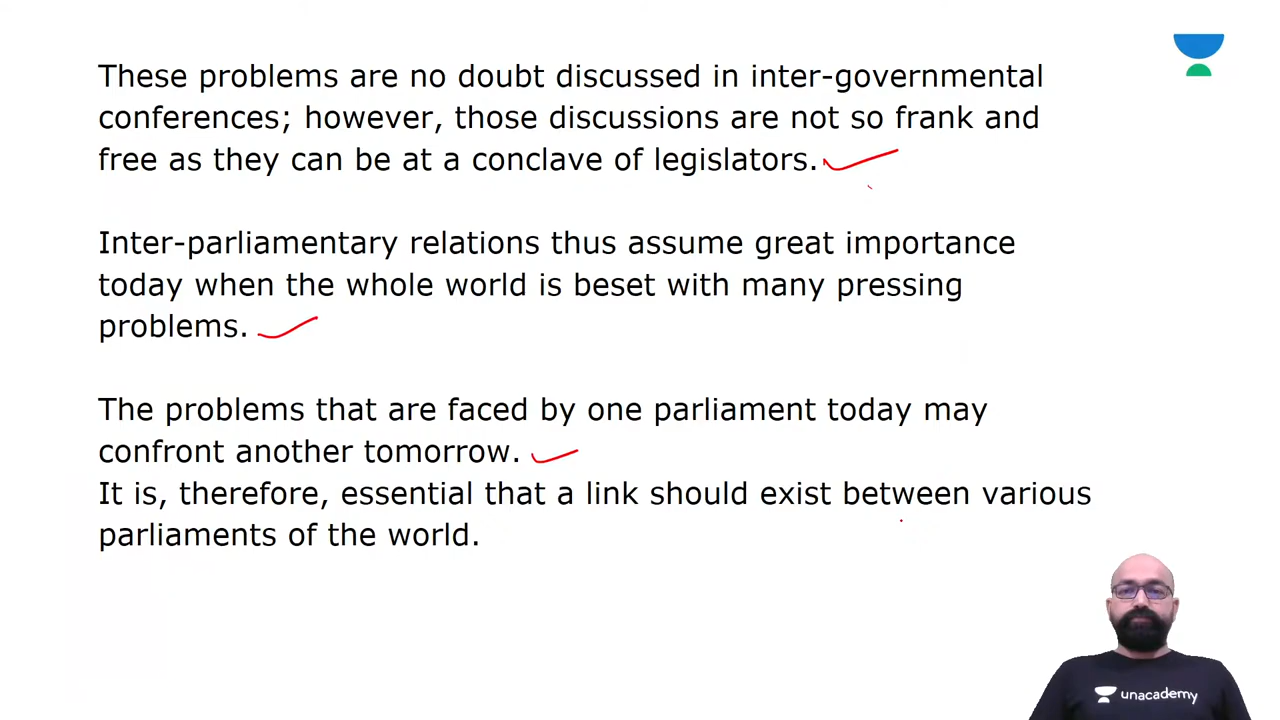 These problems are no doubt discussed in inter-governmental
conferences; however, those discussions are not so frank and
free as they can be at a conclave of legislators.
Inter-parliamentary relations thus assume great importance
today when the whole world is beset with many pressing
problems.
The problems that are faced by one parliament today may
confront another tomorrow.
It is, therefore, essential that a link should exist between various
parliaments of the world.
unacademy